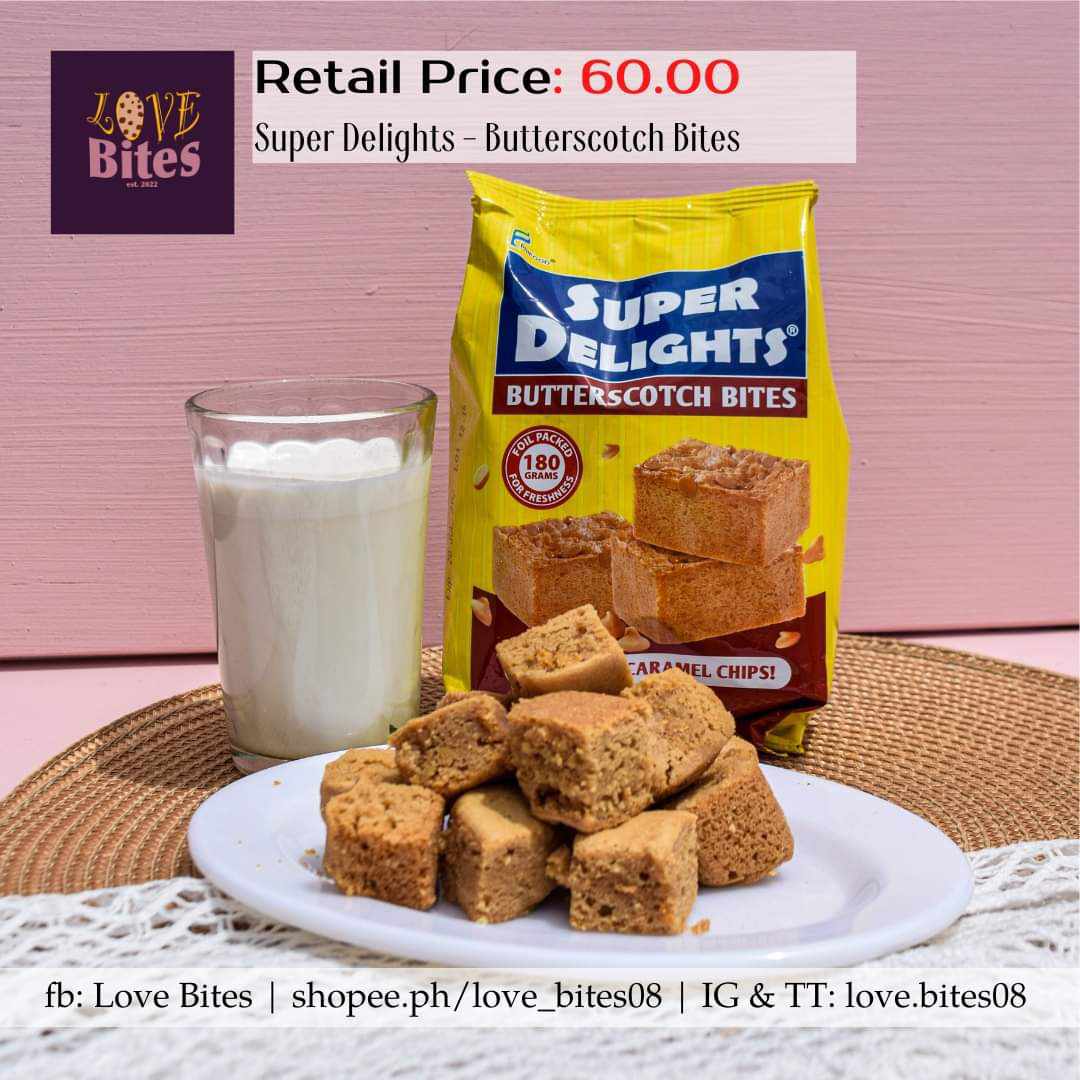 LOVE
Bites
est. 2022
Retail Price: 60.00
Super Delights – Butterscotch Bites
SUPER
DELIGHTS®
BUTTERSCOTCH BITES
FOIL PACKED
180
GRAMS
FOR FRESHNESS
CARAMEL CHIPS!
fb: Love Bites | shopee.ph/love_bites08 | IG & TT: love.bites08